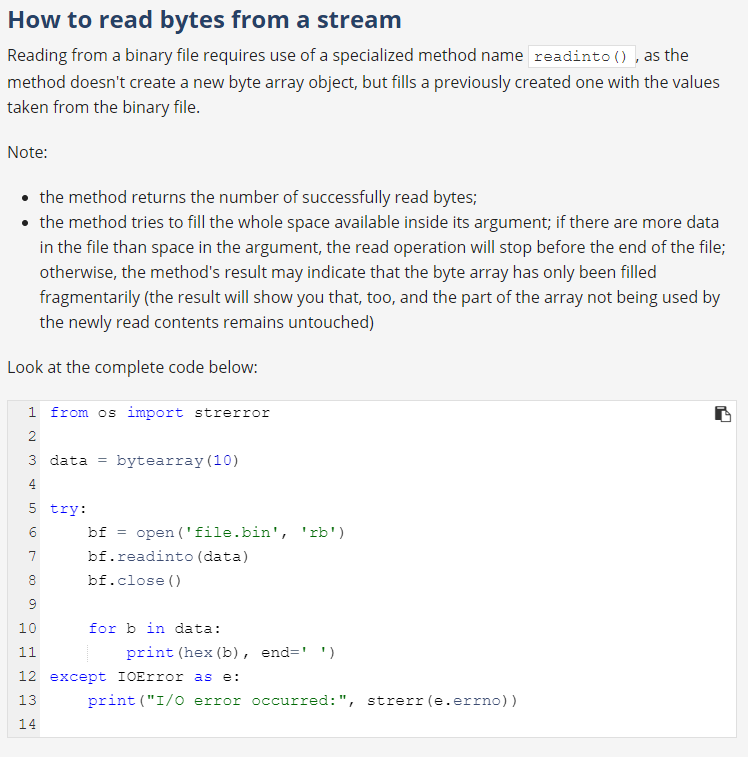 How to read bytes from a stream
Reading from a binary file requires use of a specialized method name readinto() , as the
method doesn't create a new byte array object, but fills a previously created one with the values
taken from the binary file.
Note:
• the method returns the number of successfully read bytes;
• the method tries to fill the whole space available inside its argument; if there are more data
in the file than space in the argument, the read operation will stop before the end of the file;
otherwise, the method's result may indicate that the byte array has only been filled
fragmentarily (the result will show you that, too, and the part of the array not being used by
the newly read contents remains untouched)
Look at the complete code below:
1 from os import strerror
2
3 data = bytearray(10)
4
5 try:
6     bf = open('file.bin', 'rb')
7     bf.readinto(data)
8     bf.close()
9
10     for b in data:
11         print(hex(b), end=' ')
12 except IOError as e:
13     print("I/O error occurred:", strerr(e.errno))
14